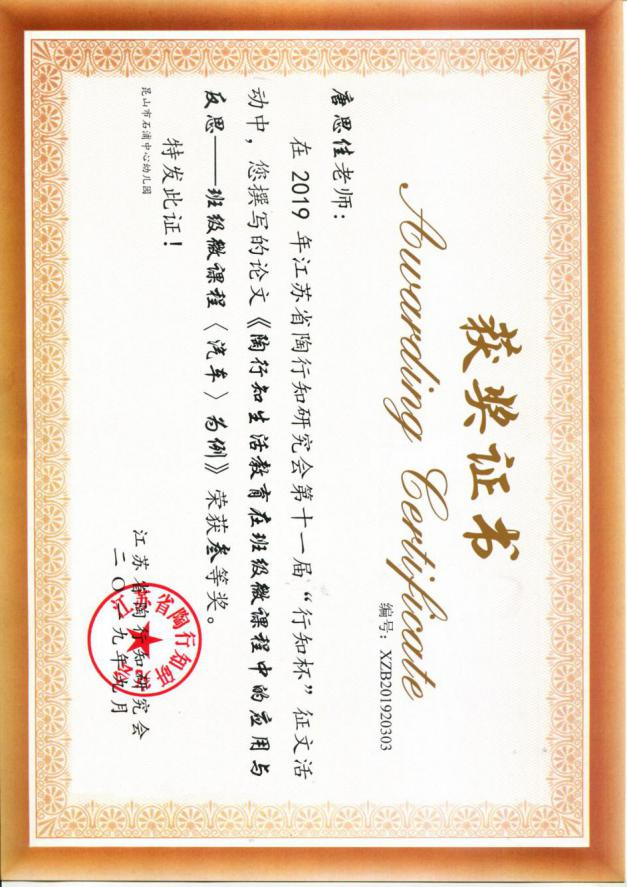 获奖证书
Awarding Certificate
编号：XZB201920303
唐思佳老师：
在 2019 年江苏省陶行知研究会第十一届“行知杯”征文活
动中，您撰写的论文《陶行知生活教育在班级微课程中的应用与
反思——班级微课程〈汽车〉为例》荣获叁等奖。
特发此证！
昆山市石浦中心幼儿园
江苏省陶行知研究会
二〇一九年九月